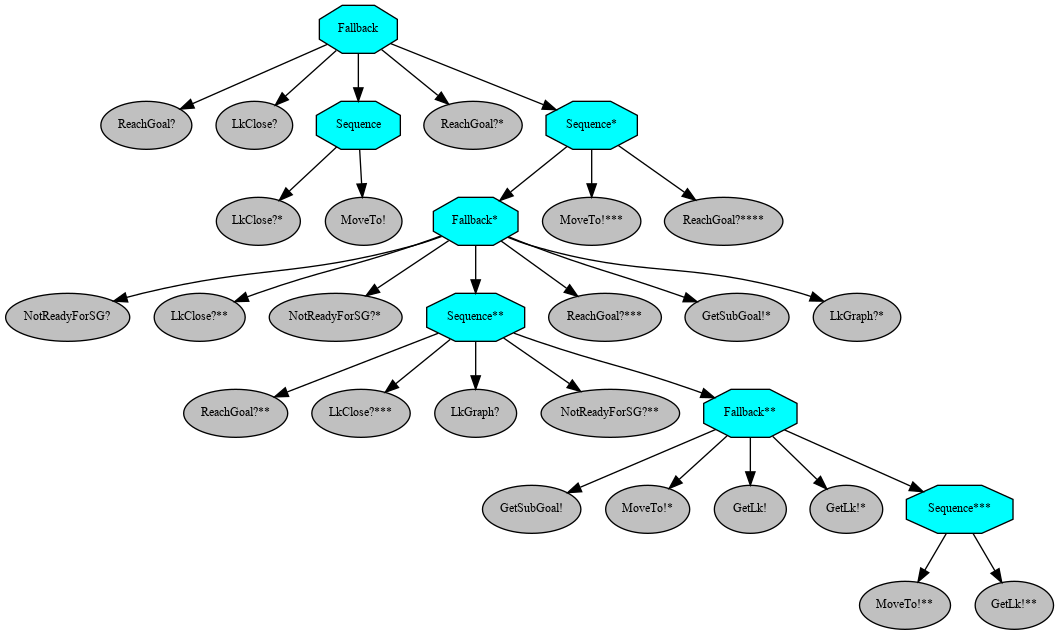 Fallback
ReachGoal?
LkClose?
Sequence
ReachGoal?*
Sequence*
LkClose?*
MoveTo!
Fallback*
MoveTo!***
ReachGoal?****
NotReadyForSG?
LkClose?**
NotReadyForSG?*
Sequence**
ReachGoal?***
GetSubGoal!*
LkGraph?*
ReachGoal?**
LkClose?***
LkGraph?
NotReadyForSG?**
Fallback**
GetSubGoal!
MoveTo!*
GetLk!
GetLk!*
Sequence***
MoveTo!**
GetLk!**